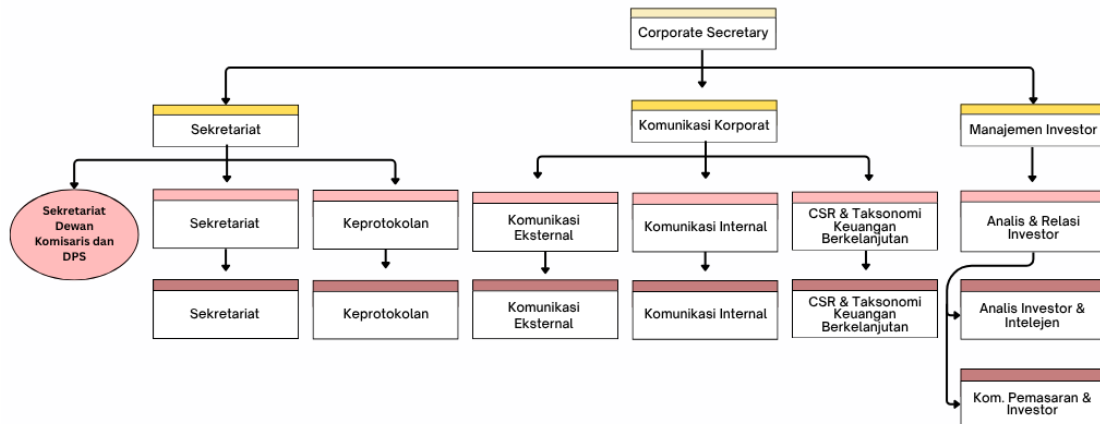 Corporate Secretary
Sekretariat
Komunikasi Korporat
Manajemen Investor
Sekretariat
Dewan
Komisaris dan
DPS
Sekretariat
Keprotokolan
Komunikasi
Eksternal
Komunikasi Internal
CSR & Taksonomi
Keuangan
Berkelanjutan
Analis & Relasi
Investor
Sekretariat
Keprotokolan
Komunikasi
Eksternal
Komunikasi Internal
CSR & Taksonomi
Keuangan
Berkelanjutan
Analis Investor &
Intelejen
Kom. Pemasaran &
Investor